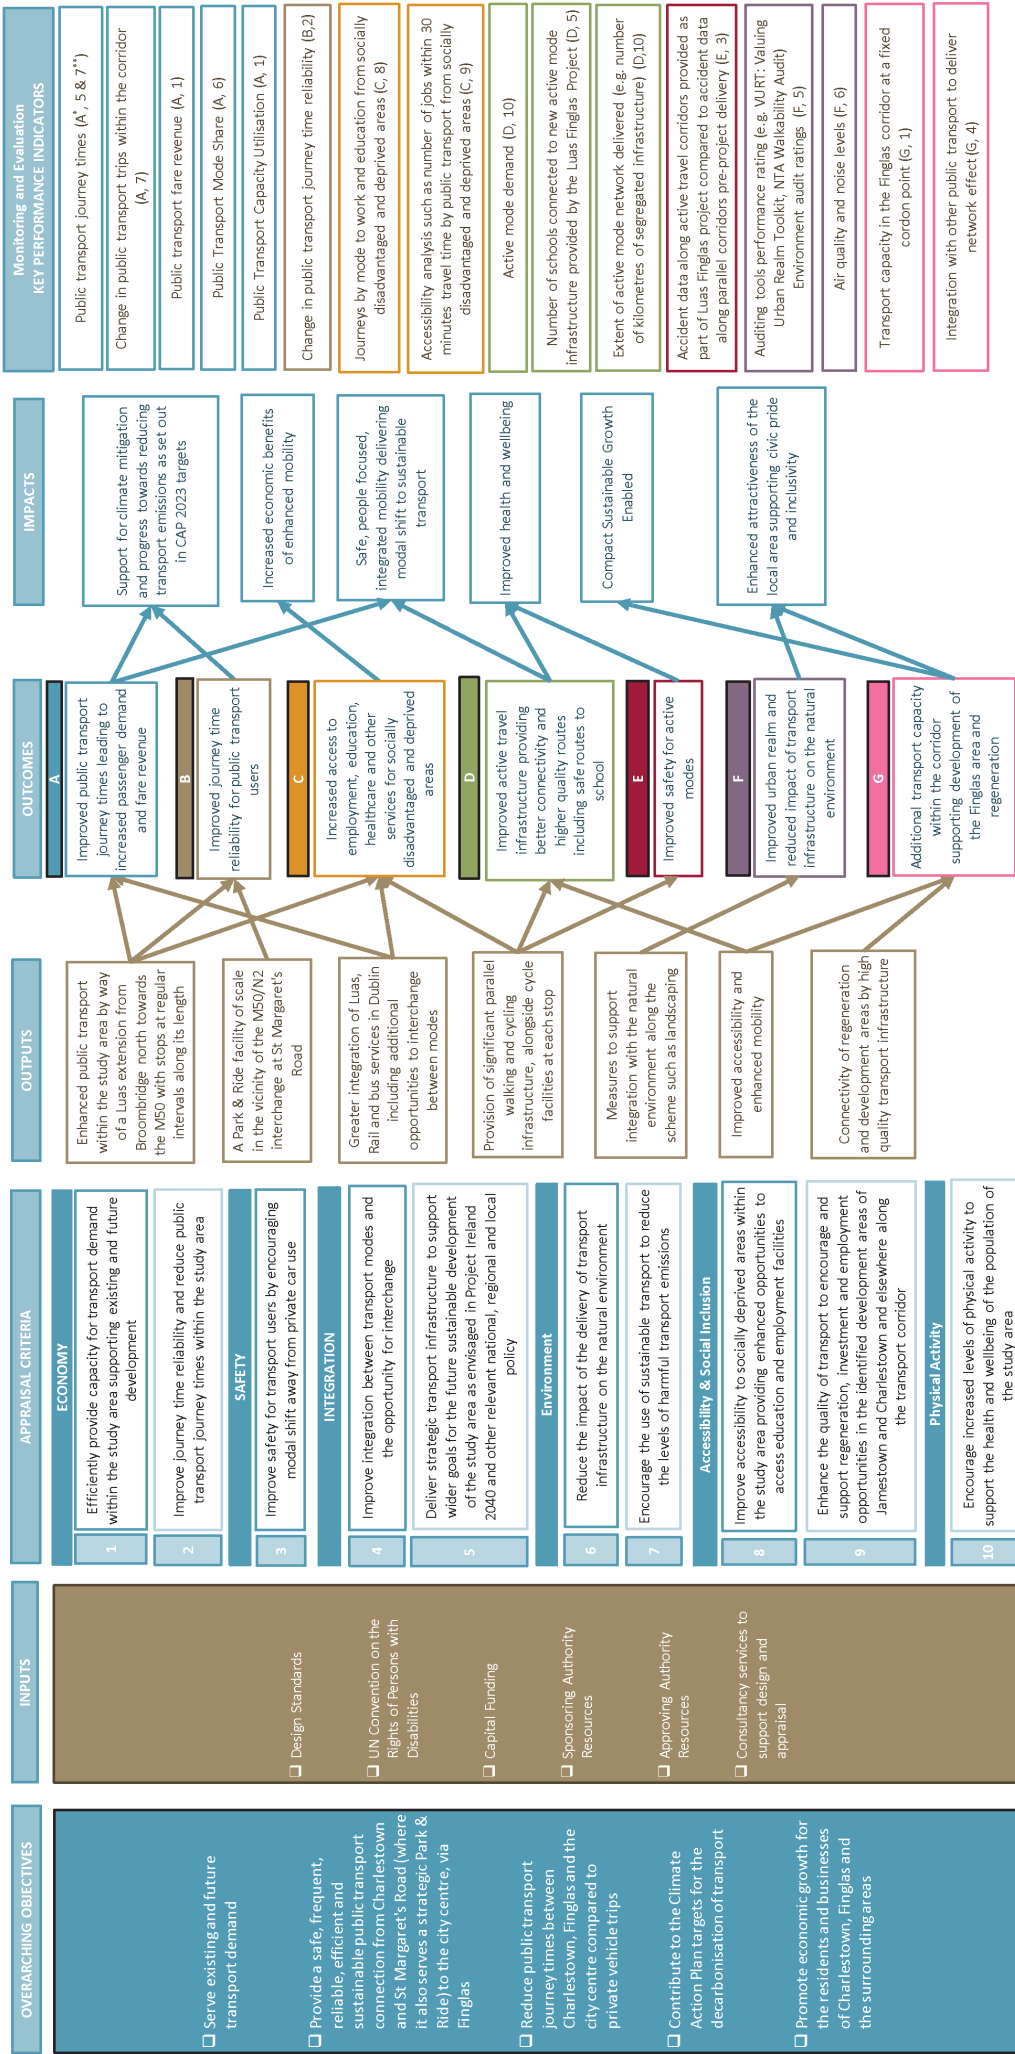 OVERARCHING OBJECTIVES
❑ Serve existing and future
transport demand
❑ Provide a safe, frequent,
reliable, efficient and
sustainable public transport
connection from Charlestown
and St Margaret's Road (where
it also serves a strategic Park &
Ride) to the city centre, via
Finglas
❑ Reduce public transport
journey times between
Charlestown, Finglas and the
city centre compared to
private vehicle trips
❑ Contribute to the Climate
Action Plan targets for the
decarbonisation of transport
❑ Promote economic growth for
the residents and businesses
of Charlestown, Finglas and
the surrounding areas
INPUTS
❑ Design Standards
❑ UN Convention on the
Rights of Persons with
Disabilities
❑ Capital Funding
❑ Sponsoring Authority
Resources
❑ Approving Authority
Resources
❑ Consultancy services to
support design and
appraisal
APPRAISAL CRITERIA
ECONOMY
1
Efficiently provide capacity for transport demand
within the study area supporting existing and future
development
2
Improve journey time reliability and reduce public
transport journey times within the study area
SAFETY
3
Improve safety for transport users by encouraging
modal shift away from private car use
INTEGRATION
4
Improve integration between transport modes and
the opportunity for interchange
5
Deliver strategic transport infrastructure to support
wider goals for the future sustainable development
of the study area as envisaged in Project Ireland
2040 and other relevant national, regional and local
policy
Environment
6
Reduce the impact of the delivery of transport
infrastructure on the natural environment
7
Encourage the use of sustainable transport to reduce
the levels of harmful transport emissions
Accessibility & Social Inclusion
8
Improve accessibility to socially deprived areas within
the study area providing enhanced opportunities to
access education and employment facilities
9
Enhance the quality of transport to encourage and
support regeneration, investment and employment
opportunities in the identified development areas of
Jamestown and Charlestown and elsewhere along
the transport corridor
Physical Activity
10
Encourage increased levels of physical activity to
support the health and wellbeing of the population of
the study area
OUTPUTS
Enhanced public transport
within the study area by way
of a Luas extension from
Broombridge north towards
the M50 with stops at regular
intervals along its length
A Park & Ride facility of scale
in the vicinity of the M50/N2
interchange at St Margaret's
Road
Greater integration of Luas,
Rail and bus services in Dublin
including additional
opportunities to interchange
between modes
Provision of significant parallel
walking and cycling
infrastructure, alongside cycle
facilities at each stop
Measures to support
integration with the natural
environment along the
scheme such as landscaping
Improved accessibility and
enhanced mobility
Connectivity of regeneration
and development areas by high
quality transport infrastructure
OUTCOMES
A
Improved public transport
journey times leading to
increased passenger demand
and fare revenue
B
Improved journey time
reliability for public transport
users
C
Increased access to
employment, education,
healthcare and other
services for socially
disadvantaged and deprived
areas
D
Improved active travel
infrastructure providing
better connectivity and
higher quality routes
including safe routes to
school
E
Improved safety for active
modes
F
Improved urban realm and
reduced impact of transport
infrastructure on the natural
environment
G
Additional transport capacity
within the corridor
supporting development of
the Finglas area and
regeneration
IMPACTS
Support for climate mitigation
and progress towards reducing
transport emissions as set out
in CAP 2023 targets
Increased economic benefits
of enhanced mobility
Safe, people focused,
integrated mobility delivering
modal shift to sustainable
transport
Improved health and wellbeing
Compact Sustainable Growth
Enabled
Enhanced attractiveness of the
local area supporting civic pride
and inclusivity
Monitoring and Evaluation
KEY PERFORMANCE INDICATORS
Public transport journey times (A*, 5 & 7**)
Change in public transport trips within the corridor
(A, 7)
Public transport fare revenue (A, 1)
Public Transport Mode Share (A, 6)
Public Transport Capacity Utilisation (A, 1)
Change in public transport journey time reliability (B,2)
Journeys by mode to work and education from socially
disadvantaged and deprived areas (C, 8)
Accessibility analysis such as number of jobs within 30
minutes travel time by public transport from socially
disadvantaged and deprived areas (C, 9)
Active mode demand (D, 10)
Number of schools connected to new active mode
infrastructure provided by the Luas Finglas Project (D, 5)
Extent of active mode network delivered (e.g. number
of kilometres of segregated infrastructure) (D,10)
Accident data along active travel corridors provided as
part of Luas Finglas project compared to accident data
along parallel corridors pre-project delivery (E, 3)
Auditing tools performance rating (e.g. VURT: Valuing
Urban Realm Toolkit, NTA Walkability Audit)
Environment audit ratings (F, 5)
Air quality and noise levels (F, 6)
Transport capacity in the Finglas corridor at a fixed
cordon point (G, 1)
Integration with other public transport to deliver
network effect (G, 4)